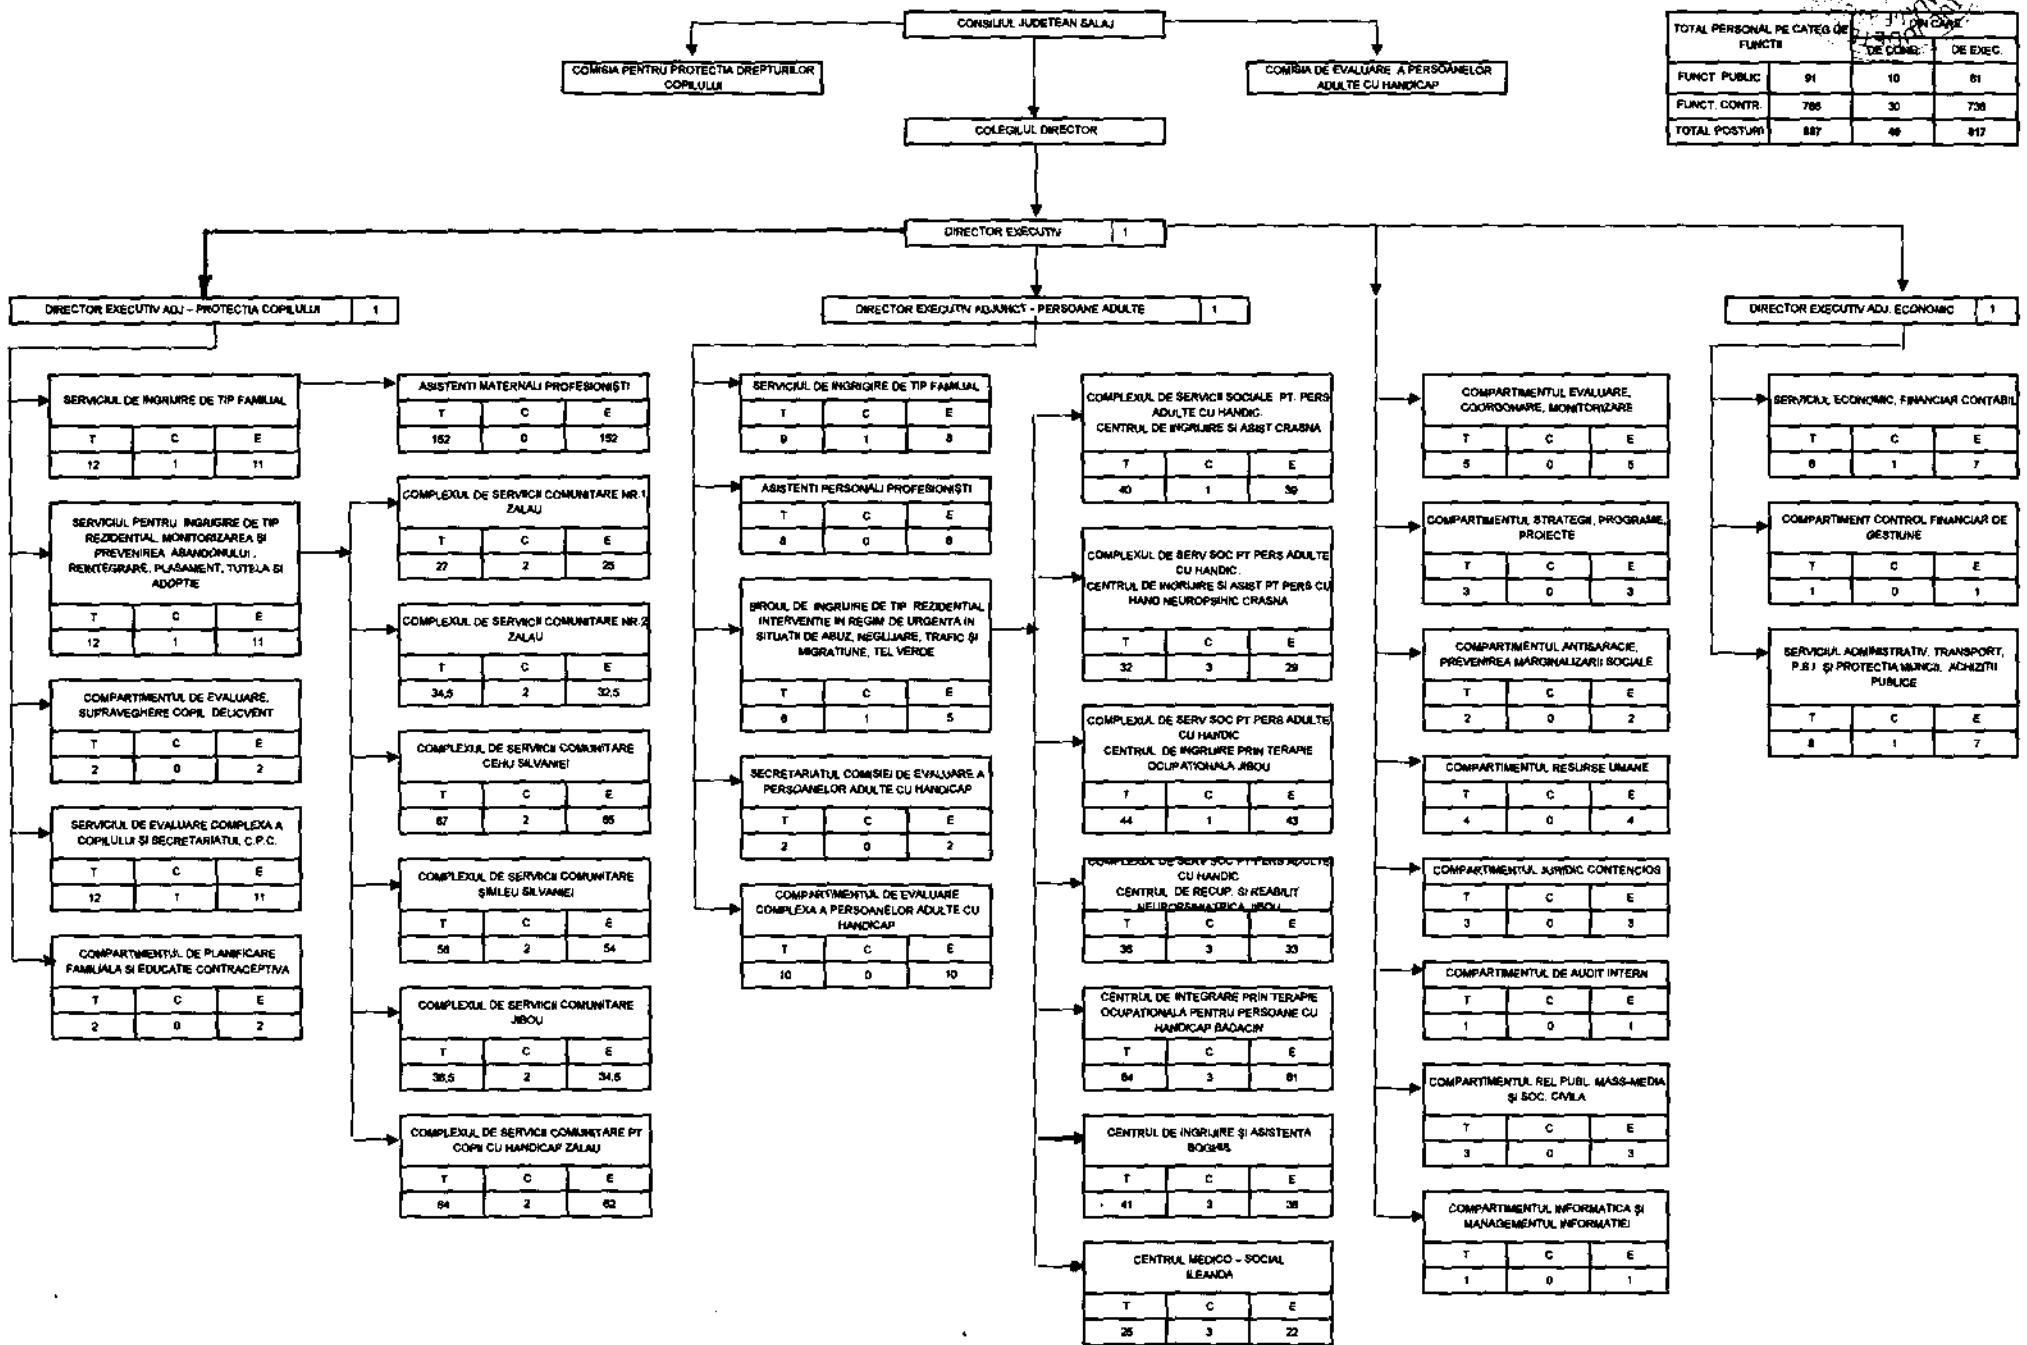 CONSILIUL JUDETEAN SALAJ
COMISIA PENTRU PROTECTIA DREPTURILOR
COPILULUI
COMISIA DE EVALUARE A PERSOANELOR
ADULTE CU HANDICAP
COLEGIUL DIRECTOR
TOTAL PERSONAL PE CATEG DE
FUNCTII
DIN CARE
DE COND. DE EXEC.
FUNCT. PUBLIC 91 10 81
FUNCT. CONTR. 30
TOTAL POSTURI
DIRECTOR EXECUTIV 1
DIRECTOR EXECUTIV ADJ - PROTECTIA COPILULUI 1
DIRECTOR EXECUTIV ADJUNCT - PERSOANE ADULTE 1
DIRECTOR EXECUTIV ADJ. ECONOMIC 1
SERVICIUL DE INGRIJIRE DE TIP FAMILIAL
T C E
12 1 11
SERVICIUL PENTRU INGRIGIRE DE TIP
REZIDENTIAL, MONITORIZAREA SI
PREVENIREA ABANDONULUI,
REINTEGRARE, PLASAMENT, TUTELA SI
ADOPTIE
T C E
12 1 11
COMPARTIMENTUL DE EVALUARE,
SUPRAVEGHERE COPIL DELICVENT
T C E
2 0 2
SERVICIUL DE EVALUARE COMPLEXA A
COPILULUI SI SECRETARIATUL C.P.C.
T C E
12 1 11
COMPARTIMENTUL DE PLANIFICARE
FAMILIALA SI EDUCATIE CONTRACEPTIVA
T C E
2 0 2
ASISTENTI MATERNALI PROFESIONIȘTI
T C E
152 0 152
COMPLEXUL DE SERVICII COMUNITARE NR.1
ZALAU
T C E
27 2 25
COMPLEXUL DE SERVICII COMUNITARE NR.2
ZALAU
T C E
34,5 2 32,5
COMPLEXUL DE SERVICII COMUNITARE
CEHU SILVANIEI
T C E
67 2 65
COMPLEXUL DE SERVICII COMUNITARE
ȘIMLEU SILVANIEI
T C E
56 2 54
COMPLEXUL DE SERVICII COMUNITARE
JIBOU
T C E
36,5 2 34,5
COMPLEXUL DE SERVICII COMUNITARE PT
COPII CU HANDICAP ZALAU
T C E
64 2 62
SERVICIUL DE INGRIGIRE DE TIP FAMILIAL
T C E
9 1 8
ASISTENTI PERSONALI PROFESIONIȘTI
T C E
8 0 8
BIROUL DE INGRIJIRE DE TIP REZIDENTIAL
INTERVENTIE IN REGIM DE URGENTA IN
SITUATII DE ABUZ, NEGLIJARE, TRAFIC ȘI
MIGRATIUNE, TEL VERDE
T C E
6 1 5
SECRETARIATUL COMISIEI DE EVALUARE A
PERSOANELOR ADULTE CU HANDICAP
T C E
2 0 2
COMPARTIMENTUL DE EVALUARE
COMPLEXA A PERSOANELOR ADULTE CU
HANDICAP
T C E
10 0 10
COMPLEXUL DE SERVICII SOCIALE PT. PERS
ADULTE CU HANDIC.
CENTRUL DE INGRIJIRE SI ASIST CRASNA
T C E
40 1 39
COMPLEXUL DE SERV SOC PT PERS ADULTE
CU HANDIC.
CENTRUL DE INGRIJIRE SI ASIST PT PERS CU
HAND NEUROPSIHIC CRASNA
T C E
32 3 29
COMPLEXUL DE SERV SOC PT PERS ADULTE
CU HANDIC
CENTRUL DE INGRIJIRE PRIN TERAPIE
OCUPATIONALA JIBOU
T C E
44 1 43
COMPLEXUL DE SERV SOC PT PERS ADULTE
CU HANDIC
CENTRUL DE RECUP. SI REABILIT
JIBOU
T C E
36 3 33
CENTRUL DE INTEGRARE PRIN TERAPIE
OCUPATIONALA PENTRU PERSOANE CU
HANDICAP BADACIN
T C E
64 3 61
CENTRUL DE INGRIJIRE ȘI ASISTENTA
BOGHIS
T C E
41 3 38
CENTRUL MEDICO - SOCIAL
ILEANDA
T C E
25 3 22
COMPARTIMENTUL EVALUARE,
COORDONARE, MONITORIZARE
T C E
5 0 5
COMPARTIMENTUL STRATEGII, PROGRAME,
PROIECTE
T C E
3 0 3
COMPARTIMENTUL ANTISARACIE,
PREVENIREA MARGINALIZARII SOCIALE
T C E
2 0 2
COMPARTIMENTUL RESURSE UMANE
T C E
4 0 4
COMPARTIMENTUL JURIDIC CONTENCIOS
T C E
3 0 3
COMPARTIMENTUL DE AUDIT INTERN
T C E
1 0 1
COMPARTIMENTUL REL PUBL. MASS-MEDIA
ȘI SOC. CIVILA
T C E
3 0 3
COMPARTIMENTUL INFORMATICA ȘI
MANAGEMENTUL INFORMATIEI
T C E
1 0 1
SERVICIUL ECONOMIC, FINANCIAR CONTABIL
T C E
8 1 7
COMPARTIMENT CONTROL FINANCIAR DE
GESTIUNE
T C E
1 0 1
SERVICIUL ADMINISTRATIV, TRANSPORT,
P.S.I ȘI PROTECTIA MUNCII, ACHIZITII
PUBLICE
T C E
8 1 7